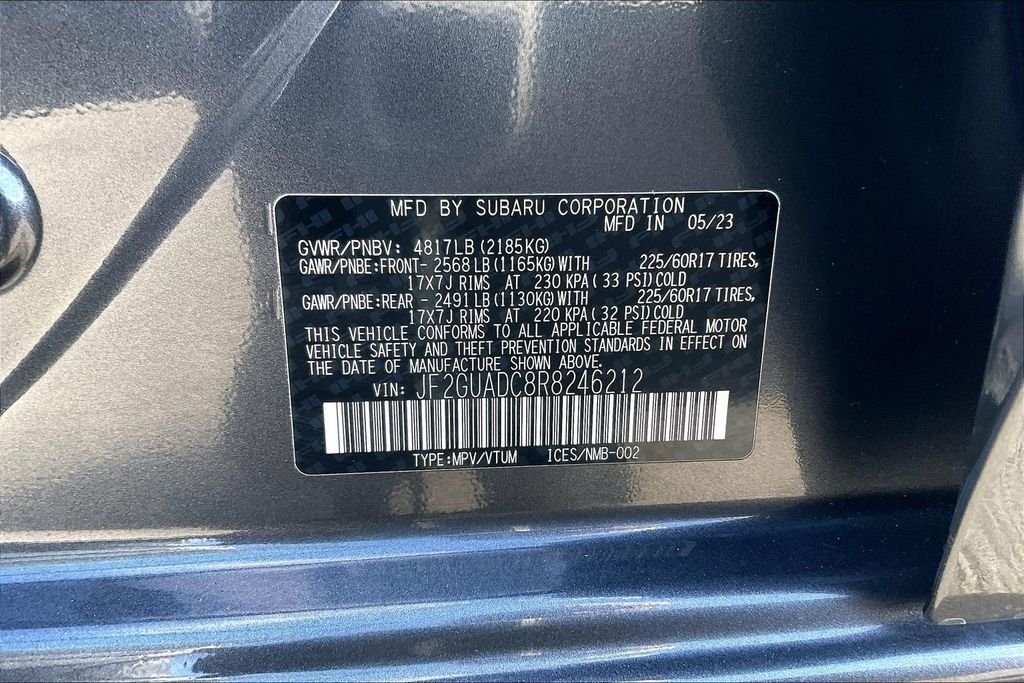 MFD BY SUBARU CORPORATION
MFD IN 05/23
GVWR/PNBV: 4817LB (2185KG)
GAWR/PNBE:FRONT- 2568 LB (1165KG) WITH 225/60R17 TIRES,
17X7J RIMS AT 230 KPA ( 33 PSI) COLD
GAWR/PNBE:REAR - 2491 LB (1130KG) WITH 225/60R17 TIRES,
17X7J RIMS AT 220 KPA ( 32 PSI) COLD
THIS VEHICLE CONFORMS TO ALL APPLICABLE FEDERAL MOTOR
VEHICLE SAFETY AND THEFT PREVENTION STANDARDS IN EFFECT ON
THE DATE OF MANUFACTURE SHOWN ABOVE.
VIN: JF2GUADC8R8246212
TYPE:MPV/VTUM ICES/NMB-002